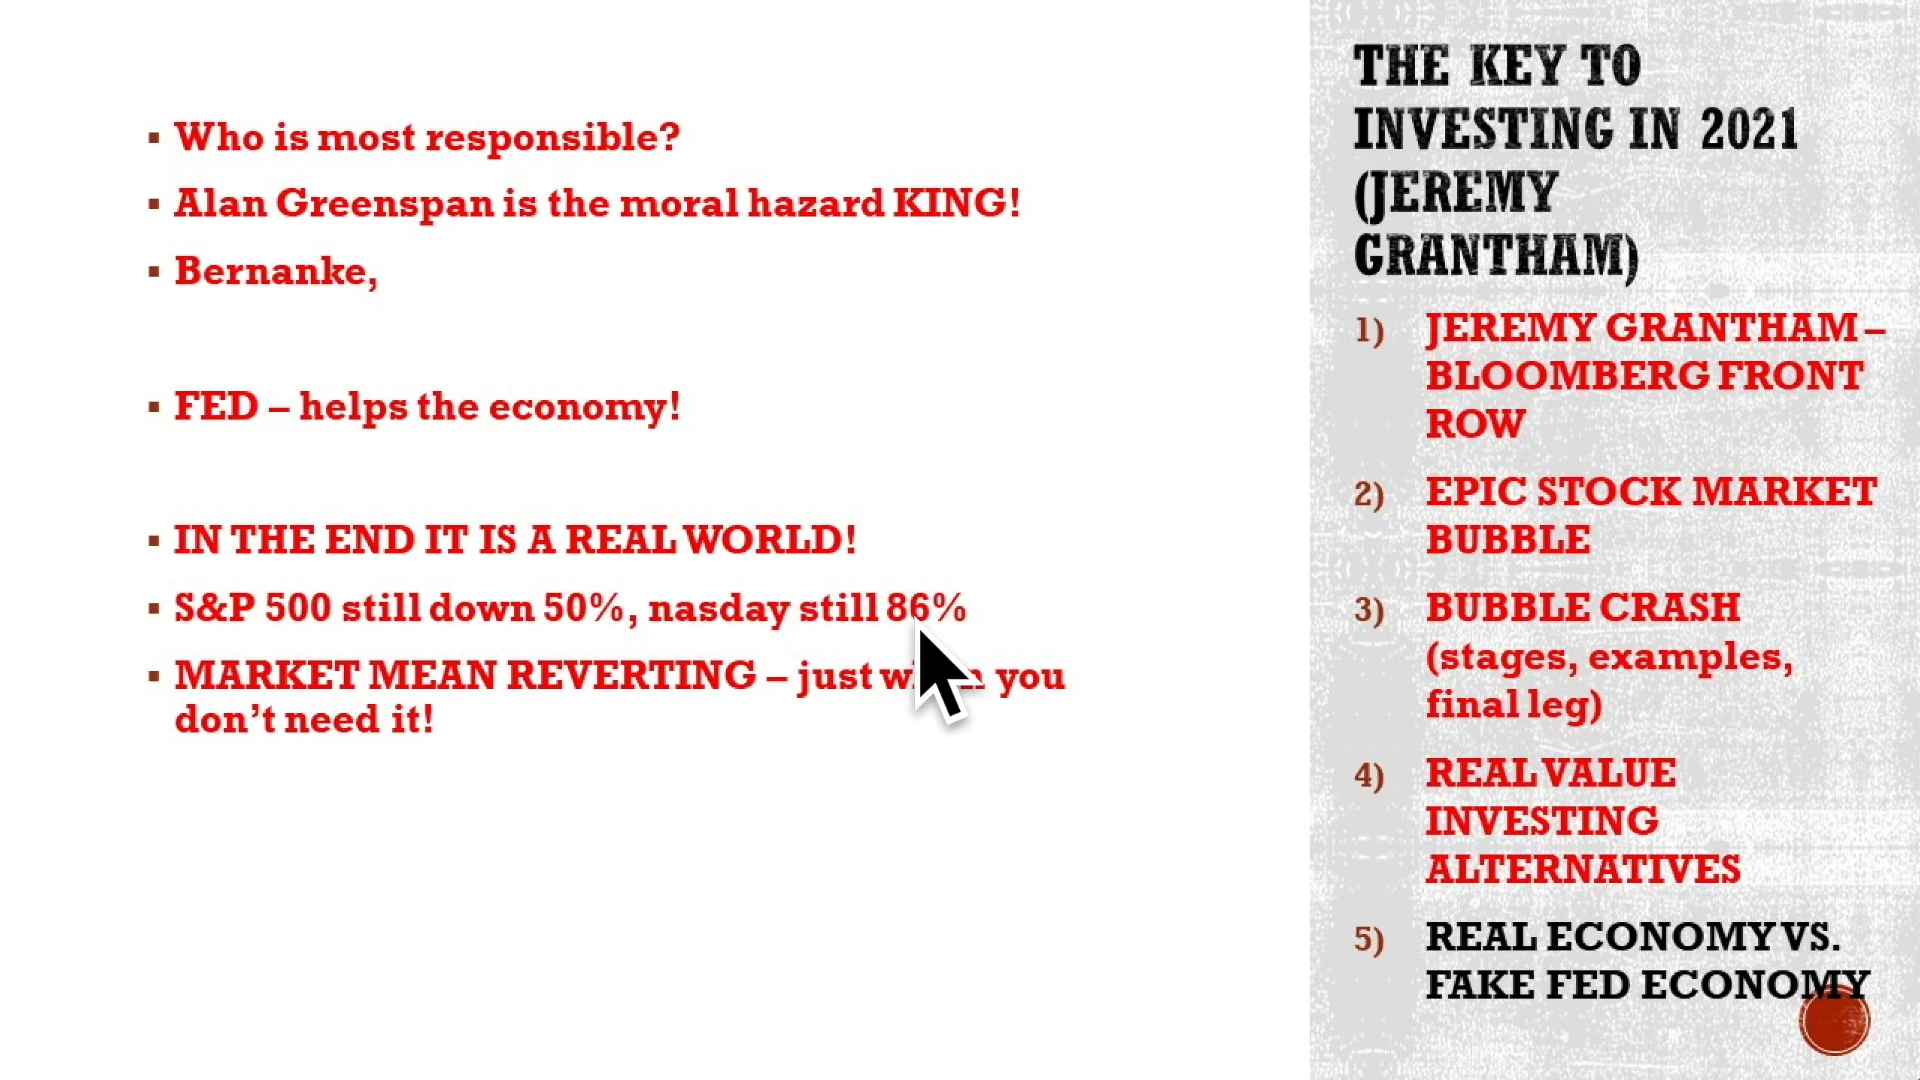 Who is most responsible?
Alan Greenspan is the moral hazard KING!
Bernanke,
FED – helps the economy!
IN THE END IT IS A REAL WORLD!
S&P 500 still down 50%, nasday still 86%
MARKET MEAN REVERTING – just you
don't need it!
THE KEY TO
INVESTING IN 2021
(JEREMY
GRANTHAM)
1) JEREMY GRANTHAM –
BLOOMBERG FRONT
ROW
2) EPIC STOCK MARKET
BUBBLE
3) BUBBLE CRASH
(stages, examples,
final leg)
4) REAL VALUE
INVESTING
ALTERNATIVES
5) REAL ECONOMY VS.
FAKE FED ECONOMY